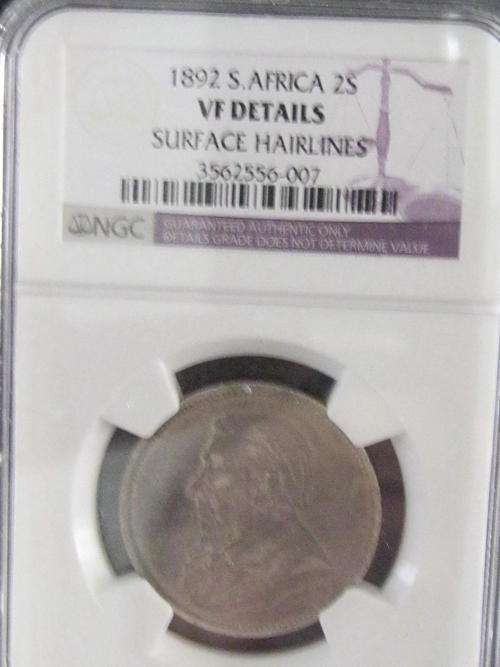 1892 S.AFRICA 2S
VF DETAILS
SURFACE HAIRLINES
3562556-007
NGC
GUARANTEED AUTHENTIC ONLY
DETAILS GRADE DOES NOT DETERMINE VALUE